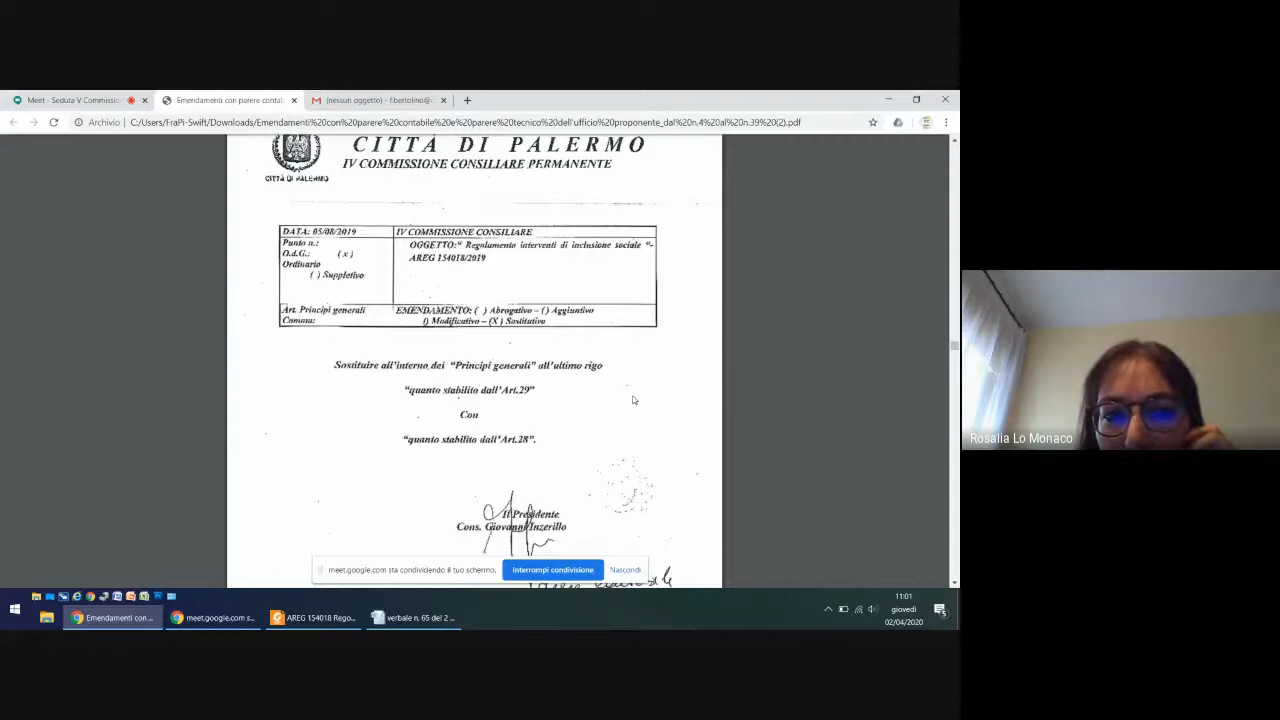 Meet - Seduta V Commissio
Emendamenti con parere contab
(nessun oggetto) - f.bertolino@
Archivio
C:/Users/FraPi-Swift/Downloads/Emendamenti%20con%20parere%20contabile%20e%20parere%20tecnico%20dell'ufficio%20proponente_dal%20n.4%20al%20n.39%20(2).pdf
CITTÀ DI PALERMO
IV COMMISSIONE CONSILIARE PERMANENTE
CITTÀ DI PALERMO
DATA: 05/08/2019
IV COMMISSIONE CONSILIARE
Punto n.:
OGGETTO:“ Regolamento interventi di inclusione sociale “-
O.d.G.: ( x )
AREG 154018/2019
Ordinario
( ) Suppletivo
Art. Principi generali
EMENDAMENTO: ( ) Abrogativo – ( ) Aggiuntivo
Comma:
() Modificativo – (X ) Sostitutivo
Sostituire all’interno dei “Principi generali” all’ultimo rigo
“quanto stabilito dall’Art.29”
Con
“quanto stabilito dall’Art.28”.
Il Presidente
Cons. Giovanni Inzerillo
meet.google.com sta condividendo il tuo schermo.
Interrompi condivisione
Nascondi
Rosalia Lo Monaco
Emendamenti con ...
meet.google.com s...
AREG 154018 Rego...
verbale n. 65 del 2 ...
11:01
giovedì
02/04/2020
5